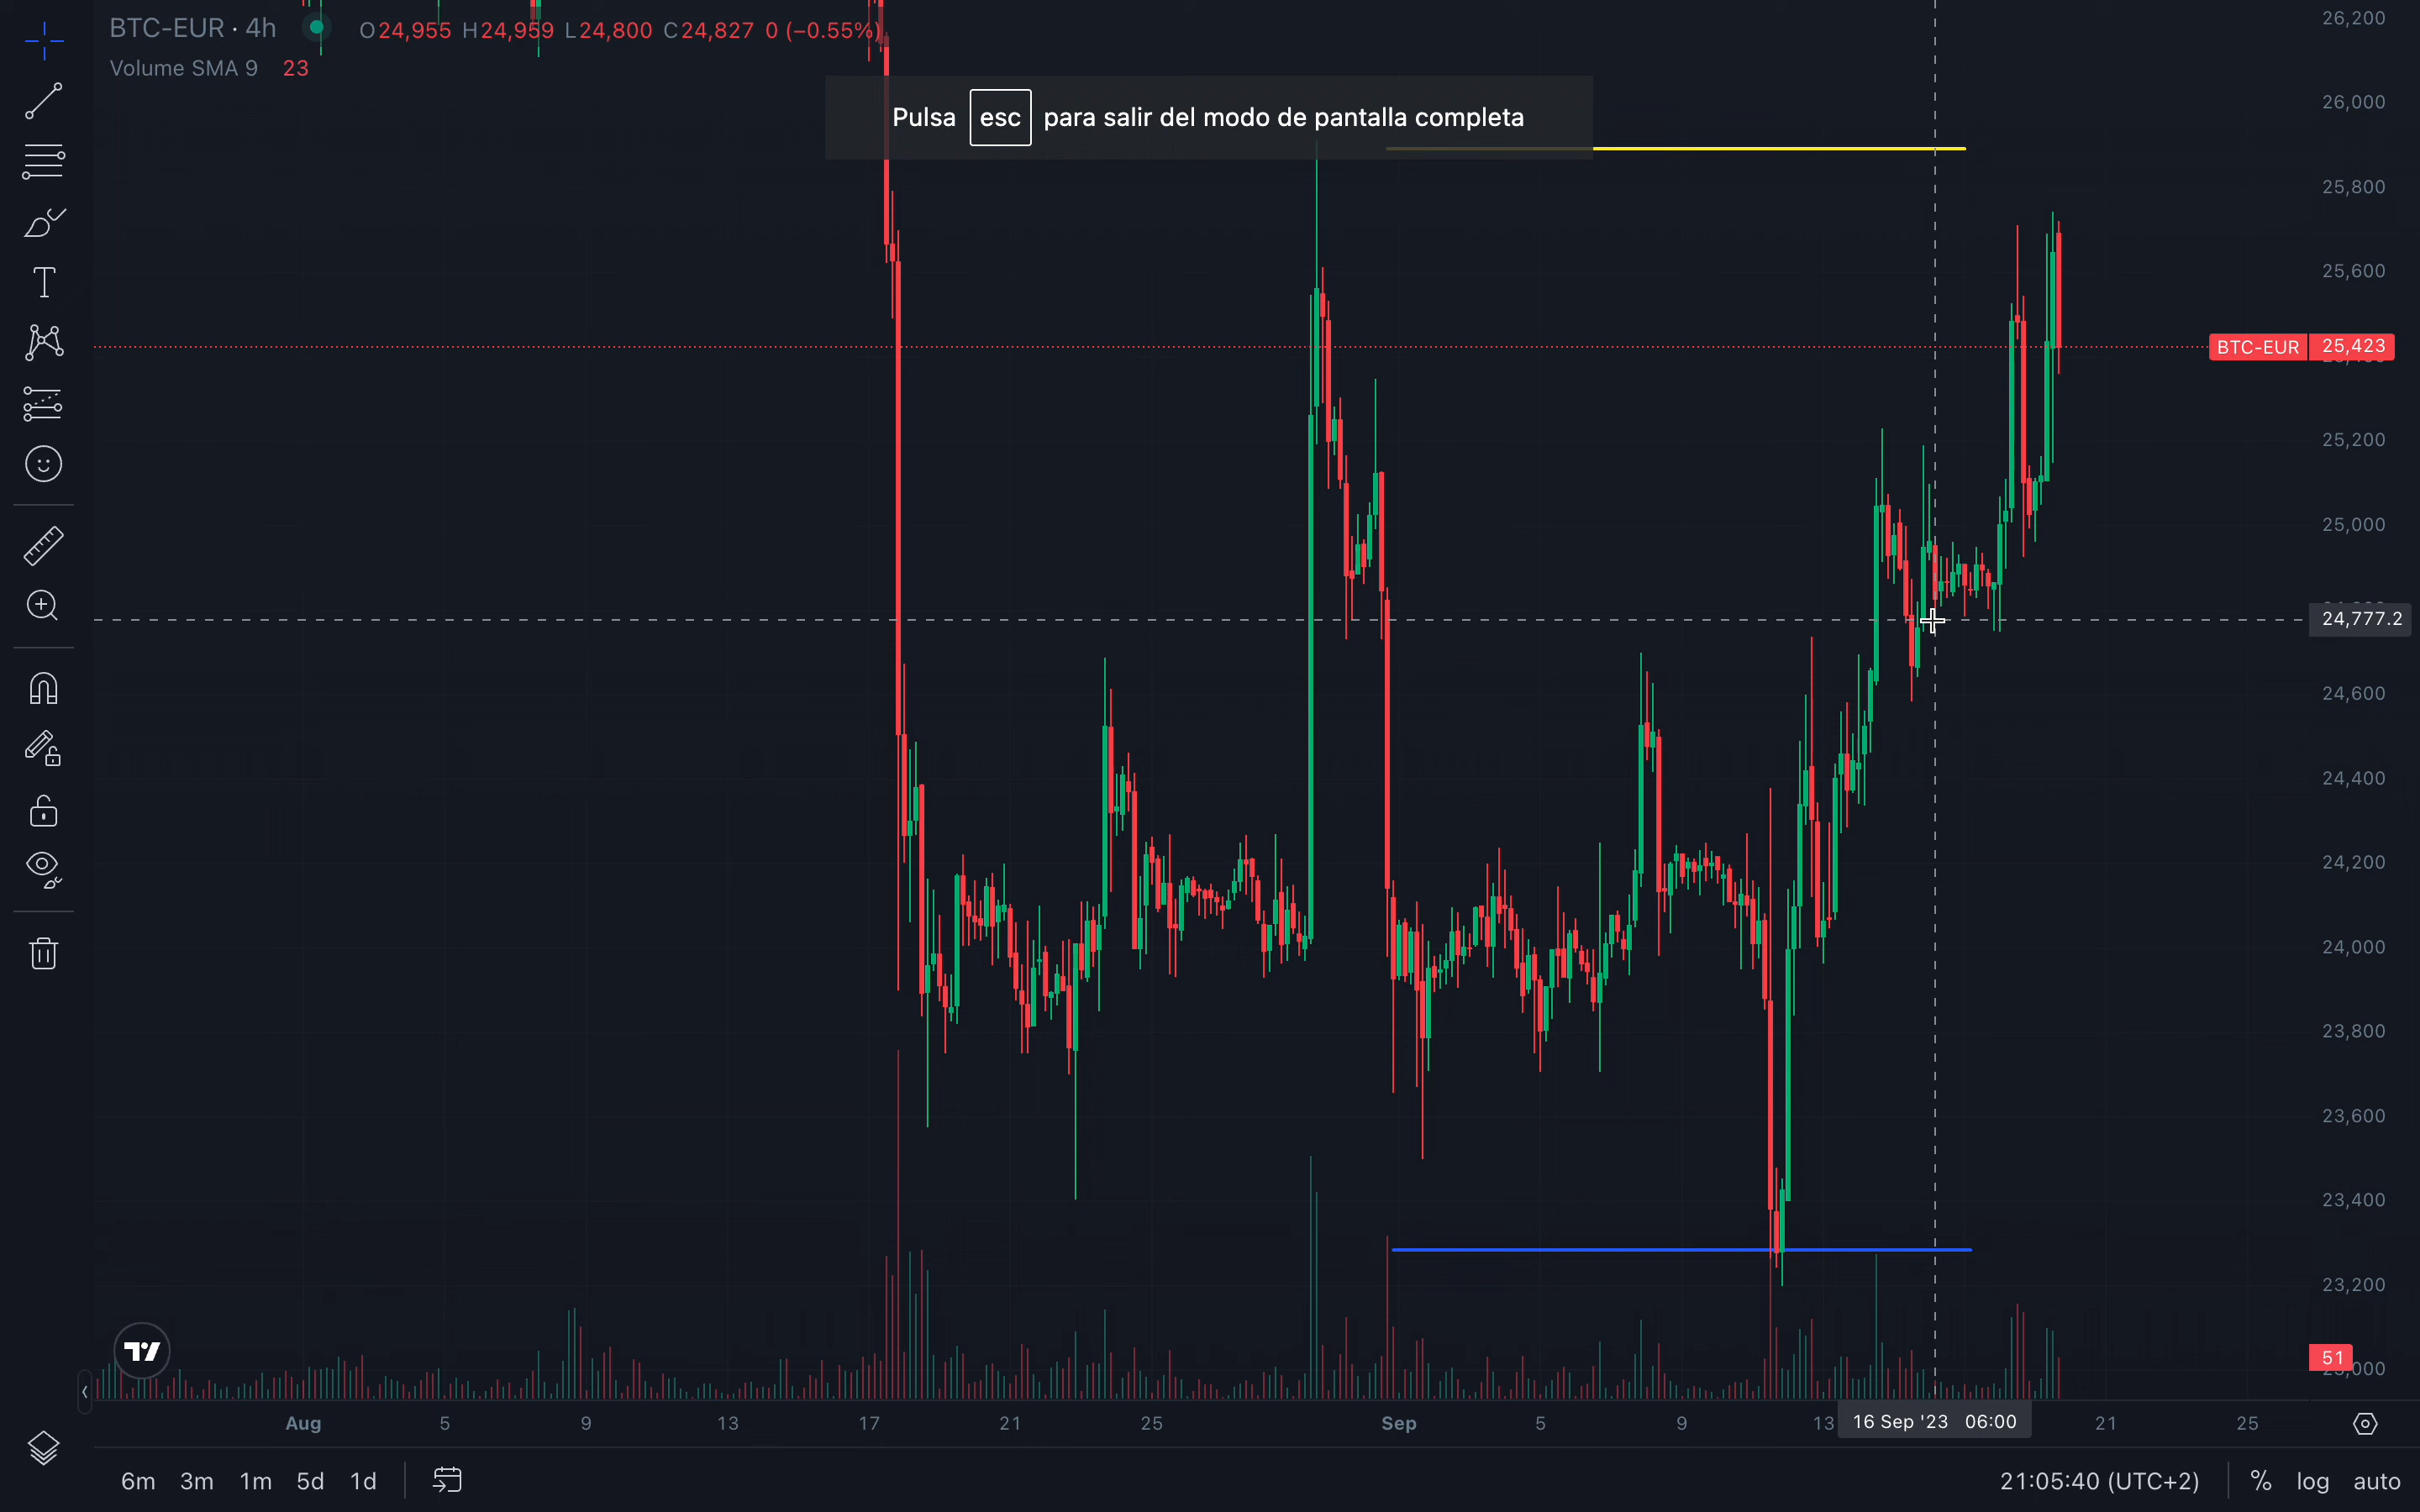 BTC-EUR · 4h O24,955 H24,959 L24,800 C24,827 0 (−0.55%)
Volume SMA 9 23
Pulsa esc para salir del modo de pantalla completa
26,200
26,000
25,800
25,600
BTC-EUR 25,423
25,200
25,000
24,777.2
24,600
24,400
24,200
24,000
23,800
23,600
23,400
23,200
51
Aug 5 9 13 17 21 25 Sep 5 9 13 16 Sep '23 06:00 21 25
6m 3m 1m 5d 1d 21:05:40 (UTC+2) % log auto